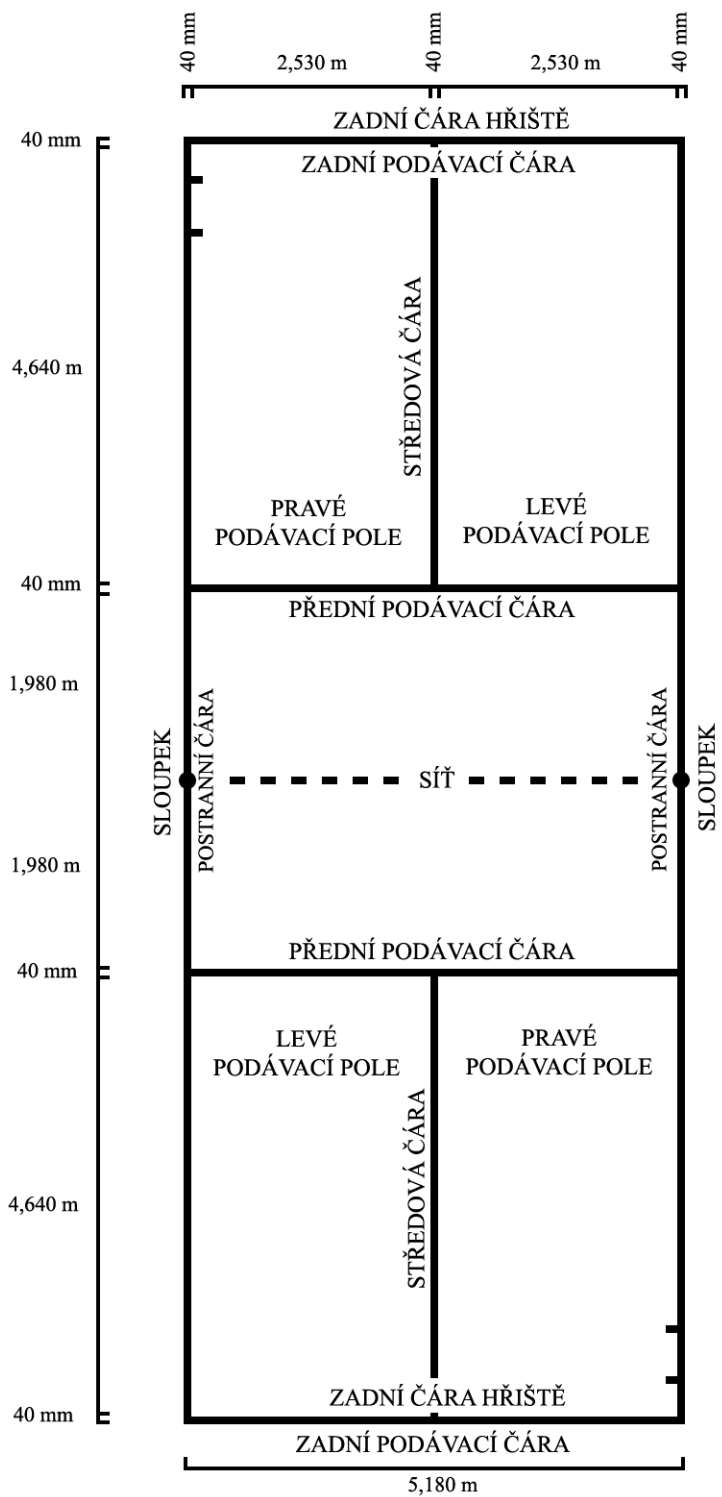 40 mm
2,530 m
40 mm
2,530 m
40 mm
ZADNÍ ČÁRA HŘIŠTĚ
40 mm
ZADNÍ PODÁVACÍ ČÁRA
STŘEDOVÁ ČÁRA
4,640 m
PRAVÉ
PODÁVACÍ POLE
LEVÉ
PODÁVACÍ POLE
40 mm
PŘEDNÍ PODÁVACÍ ČÁRA
1,980 m
SLOUPEK
POSTRANNÍ ČÁRA
SÍŤ
POSTRANNÍ ČÁRA
SLOUPEK
1,980 m
PŘEDNÍ PODÁVACÍ ČÁRA
40 mm
LEVÉ
PODÁVACÍ POLE
PRAVÉ
PODÁVACÍ POLE
STŘEDOVÁ ČÁRA
4,640 m
ZADNÍ ČÁRA HŘIŠTĚ
40 mm
ZADNÍ PODÁVACÍ ČÁRA
5,180 m